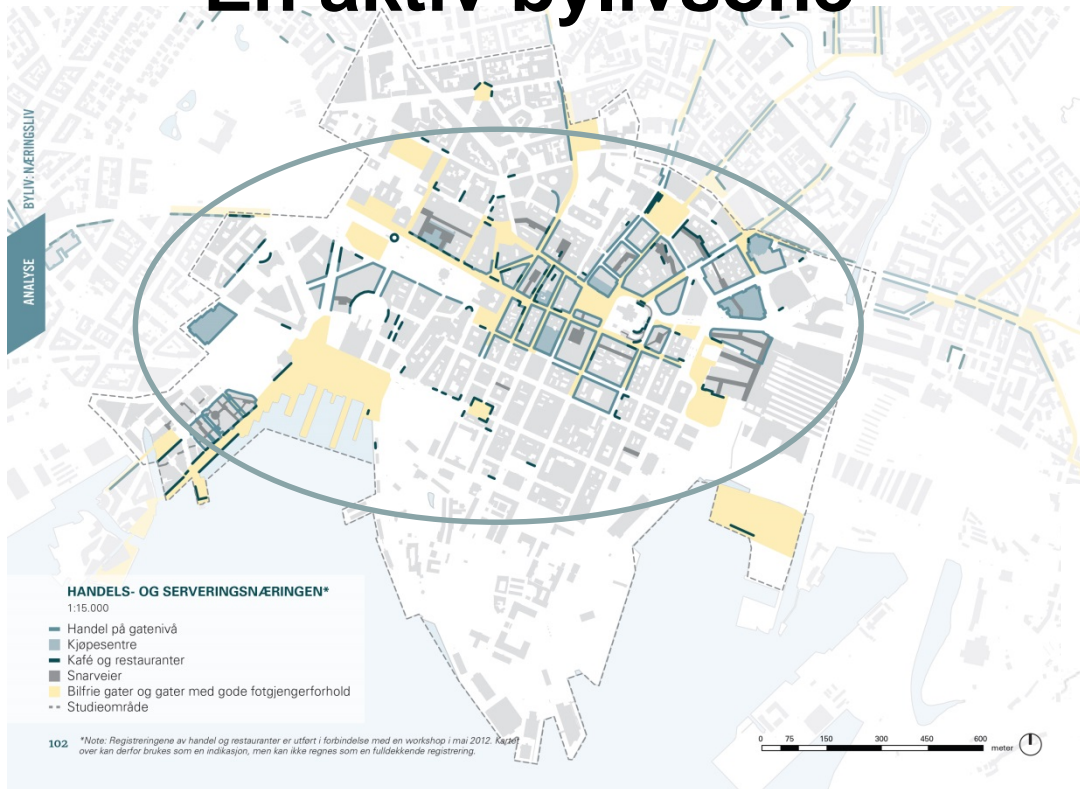 En aktiv bylivsone
BYLIV: NÆRINGSLIV
ANALYSE
HANDELS- OG SERVERINGSNÆRINGEN*
1:15.000
Handel på gatenivå
Kjøpesentre
Kafé og restauranter
Snarveier
Bilfrie gater og gater med gode fotgjengerforhold
Studieområde
102 *Note: Registreringene av handel og restauranter er utført i forbindelse med en workshop i mai 2012. Kartet
over kan derfor brukes som en indikasjon, men kan ikke regnes som en fulldekkende registrering.
0 75 150 300 450 600 meter